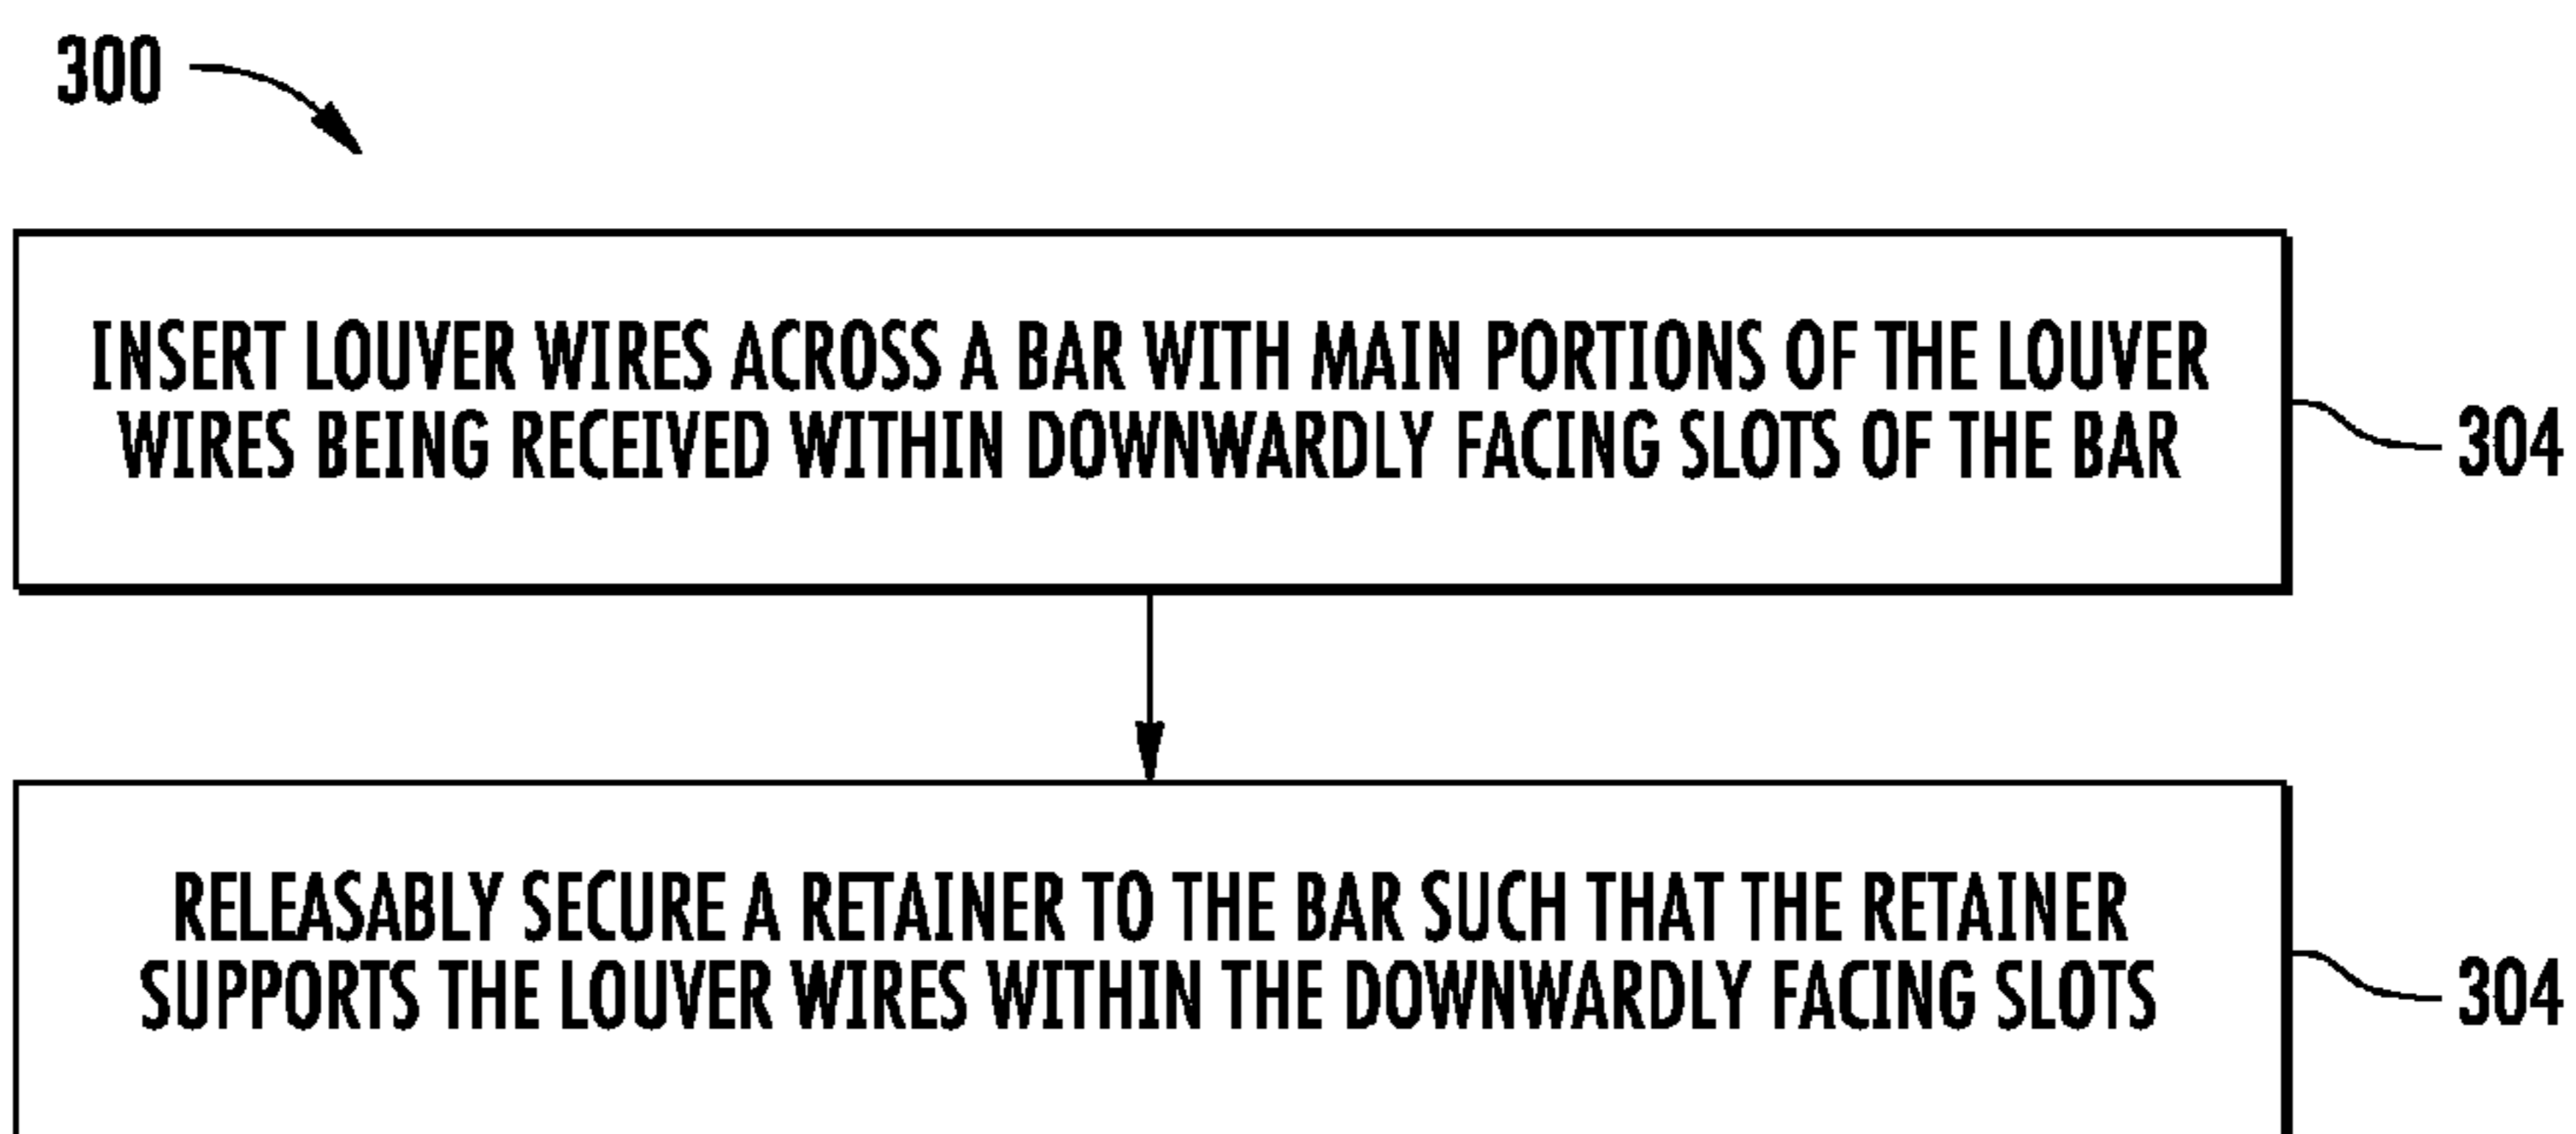 300
INSERT LOUVER WIRES ACROSS A BAR WITH MAIN PORTIONS OF THE LOUVER
WIRES BEING RECEIVED WITHIN DOWNWARDLY FACING SLOTS OF THE BAR
304
RELEASABLY SECURE A RETAINER TO THE BAR SUCH THAT THE RETAINER
SUPPORTS THE LOUVER WIRES WITHIN THE DOWNWARDLY FACING SLOTS
304